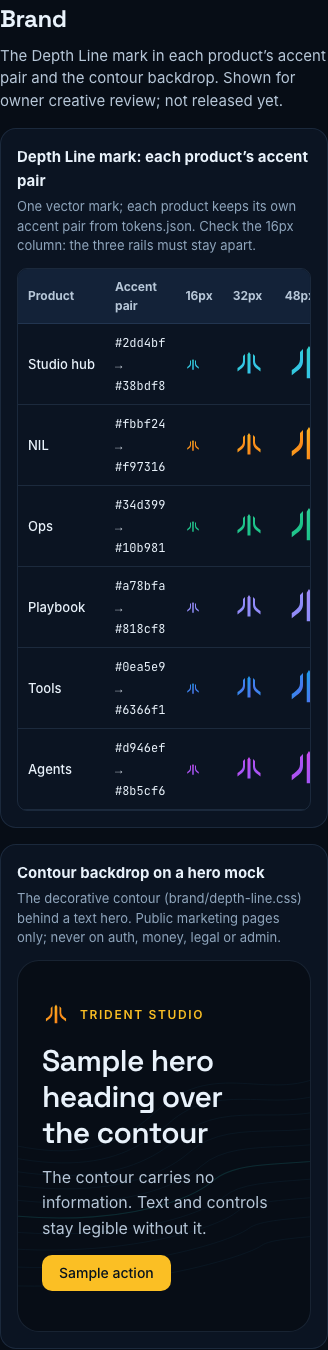 Brand
The Depth Line mark in each product’s accent
pair and the contour backdrop. Shown for
owner creative review; not released yet.
Depth Line mark: each product’s accent
pair
One vector mark; each product keeps its own
accent pair from tokens.json. Check the 16px
column: the three rails must stay apart.
Product Accent pair 16px 32px 48px
Studio hub #2dd4bf → #38bdf8
NIL #fbbf24 → #f97316
Ops #34d399 → #10b981
Playbook #a78bfa → #818cf8
Tools #0ea5e9 → #6366f1
Agents #d946ef → #8b5cf6
Contour backdrop on a hero mock
The decorative contour (brand/depth-line.css)
behind a text hero. Public marketing pages
only; never on auth, money, legal or admin.
TRIDENT STUDIO
Sample hero
heading over
the contour
The contour carries no
information. Text and controls
stay legible without it.
Sample action